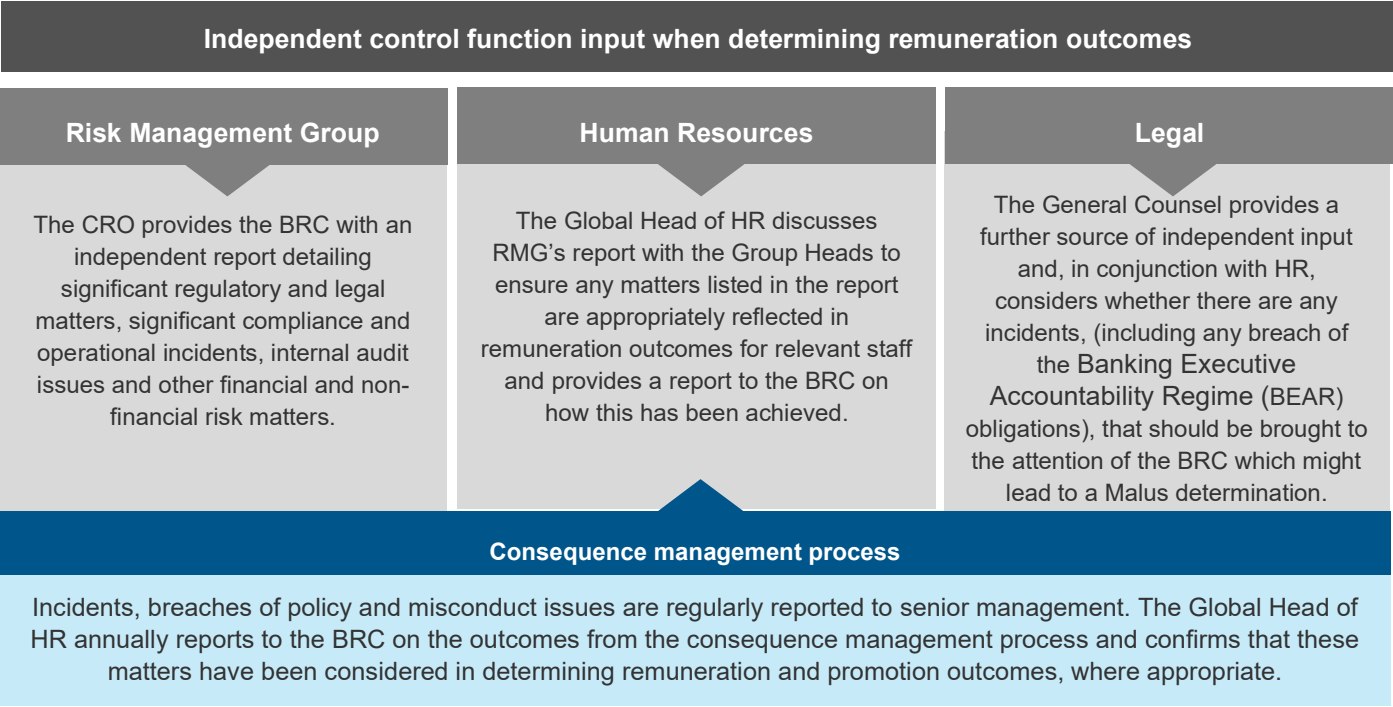 Independent control function input when determining remuneration outcomes
Risk Management Group
The CRO provides the BRC with an
independent report detailing
significant regulatory and legal
matters, significant compliance and
operational incidents, internal audit
issues and other financial and non-
financial risk matters.
Human Resources
The Global Head of HR discusses
RMG's report with the Group Heads to
ensure any matters listed in the report
are appropriately reflected in
remuneration outcomes for relevant staff
and provides a report to the BRC on
how this has been achieved.
Legal
The General Counsel provides a
further source of independent input
and, in conjunction with HR,
considers whether there are any
incidents, (including any breach of
the Banking Executive
Accountability Regime (BEAR)
obligations), that should be brought to
the attention of the BRC which might
lead to a Malus determination.
Consequence management process
Incidents, breaches of policy and misconduct issues are regularly reported to senior management. The Global Head of
HR annually reports to the BRC on the outcomes from the consequence management process and confirms that these
matters have been considered in determining remuneration and promotion outcomes, where appropriate.